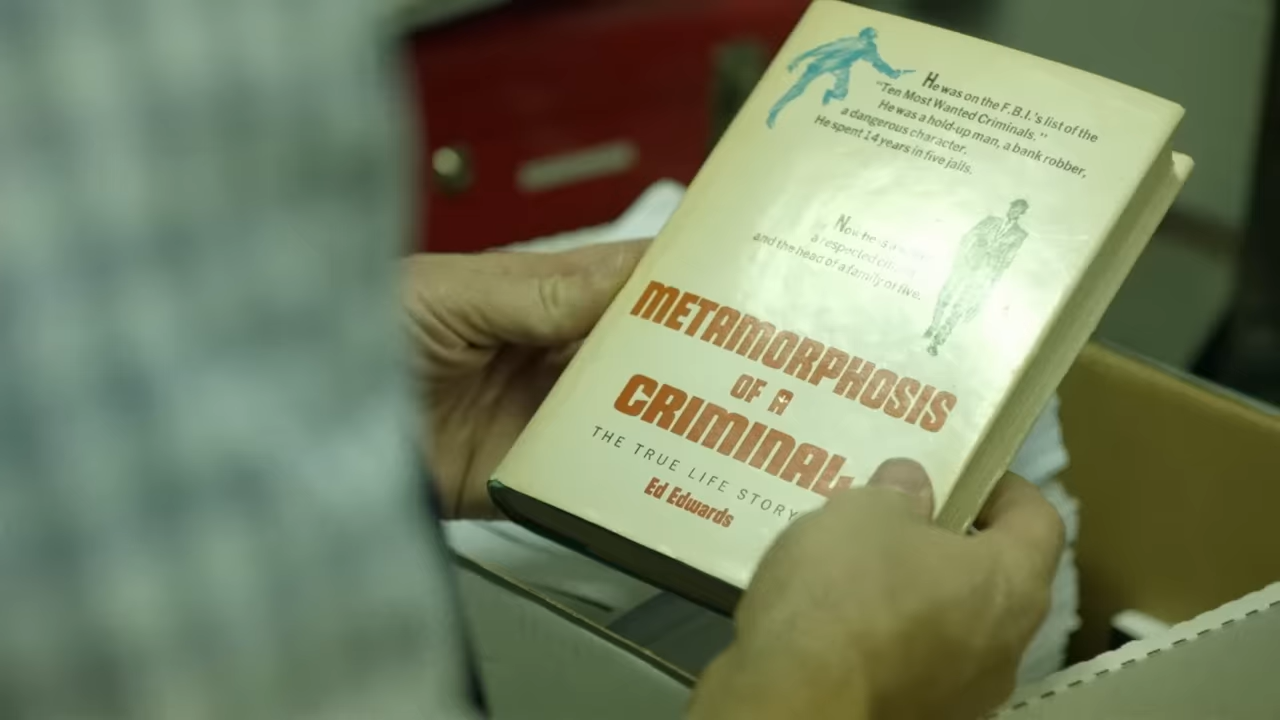 He was on the F.B.I.'s list of the
"Ten Most Wanted Criminals."
He was a hold-up man, a bank robber,
a dangerous character.
He spent 14 years in five jails.
Now he is a
a respected
and the head of a family of five.
METAMORPHOSIS
OF A
CRIMINAL
THE TRUE LIFE STORY
Ed Edwards